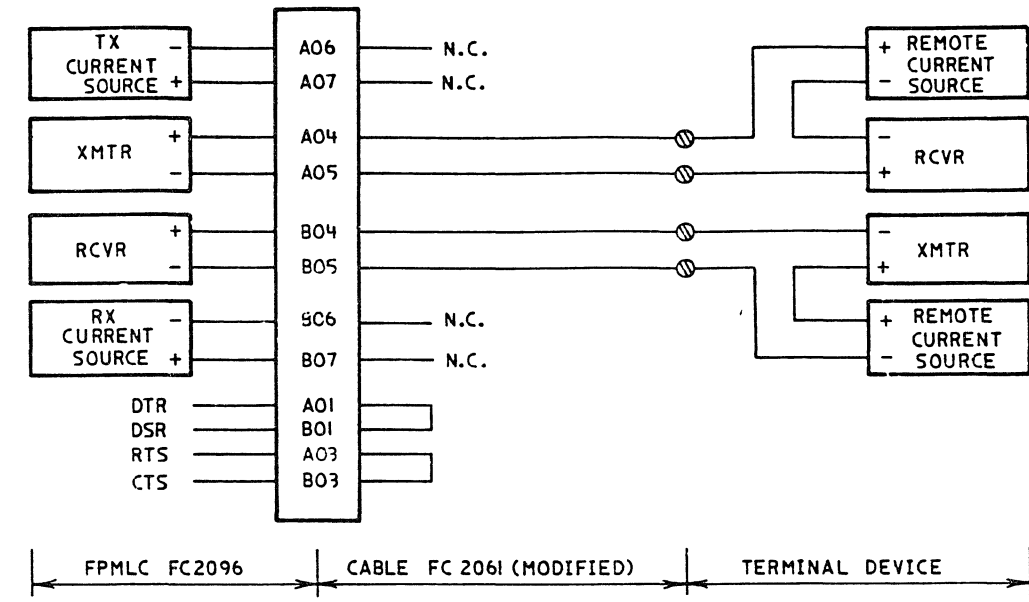 TX
CURRENT
SOURCE
-
+
A06
A07
N.C.
N.C.
+
-
REMOTE
CURRENT
SOURCE
XMTR
+
-
A04
A05
-
+
RCVR
RCVR
+
-
B04
B05
-
+
XMTR
RX
CURRENT
SOURCE
-
+
B06
B07
N.C.
N.C.
+
-
REMOTE
CURRENT
SOURCE
DTR A01
DSR B01
RTS A03
CTS B03
FPMLC FC2096
CABLE FC 2061 (MODIFIED)
TERMINAL DEVICE